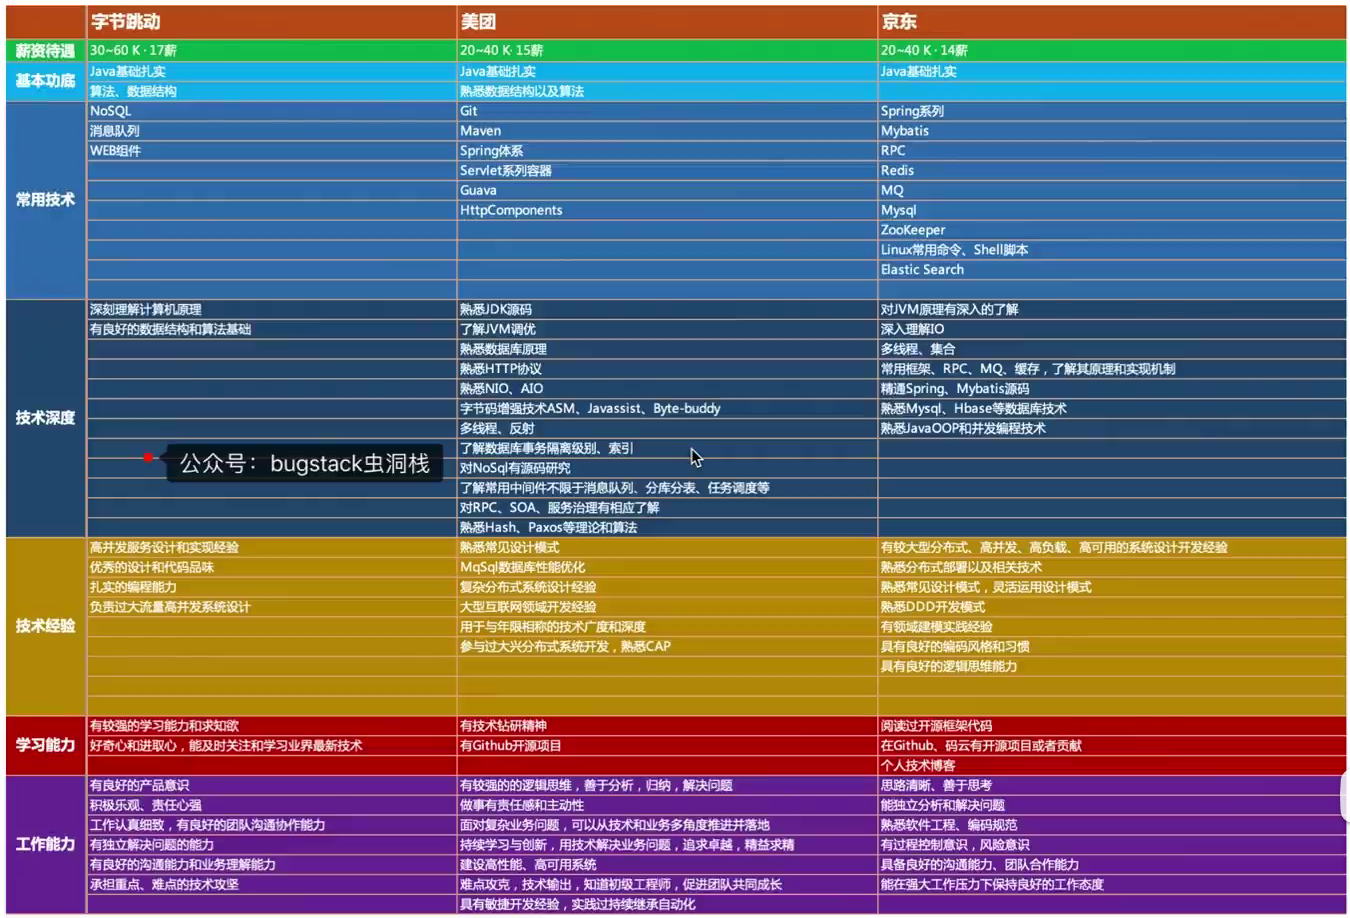 字节跳动 美团 京东
薪资待遇 30~60 K · 17薪 20~40 K· 15薪 20~40 K · 14薪
基本功底
Java基础扎实 Java基础扎实 Java基础扎实
算法、数据结构 熟悉数据结构以及算法
常用技术
NoSQL Git Spring系列
消息队列 Maven Mybatis
WEB组件 Spring体系 RPC
Servlet系列容器 Redis
Guava MQ
HttpComponents Mysql
ZooKeeper
Linux常用命令、Shell脚本
Elastic Search
技术深度
深刻理解计算机原理 熟悉JDK源码 对JVM原理有深入的了解
有良好的数据结构和算法基础 了解JVM调优 深入理解IO
熟悉数据库原理 多线程、集合
熟悉HTTP协议 常用框架、RPC、MQ、缓存，了解其原理和实现机制
熟悉NIO、AIO 精通Spring、Mybatis源码
字节码增强技术ASM、Javassist、Byte-buddy 熟悉Mysql、Hbase等数据库技术
多线程、反射 熟悉JavaOOP和并发编程技术
了解数据库事务隔离级别、索引
公众号：bugstack虫洞栈
对NoSql有源码研究
了解常用中间件不限于消息队列、分库分表、任务调度等
对RPC、SOA、服务治理有相应了解
熟悉Hash、Paxos等理论和算法
技术经验
高并发服务设计和实现经验 熟悉常见设计模式 有较大型分布式、高并发、高负载、高可用的系统设计开发经验
优秀的设计和代码品味 MqSql数据库性能优化 熟悉分布式部署以及相关技术
扎实的编程能力 复杂分布式系统设计经验 熟悉常见设计模式，灵活运用设计模式
负责过大流量高并发系统设计 大型互联网领域开发经验 熟悉DDD开发模式
用于与年限相称的技术广度和深度 有领域建模实践经验
参与过大兴分布式系统开发，熟悉CAP 具有良好的编码风格和习惯
具有良好的逻辑思维能力
学习能力
有较强的学习能力和求知欲 有技术钻研精神 阅读过开源框架代码
好奇心和进取心，能及时关注和学习业界最新技术 有Github开源项目 在Github、码云有开源项目或者贡献
个人技术博客
工作能力
有良好的产品意识 有较强的的逻辑思维，善于分析，归纳，解决问题 思路清晰、善于思考
积极乐观、责任心强 做事有责任感和主动性 能独立分析和解决问题
工作认真细致，有良好的团队沟通协作能力 面对复杂业务问题，可以从技术和业务多角度推进并落地 熟悉软件工程、编码规范
有独立解决问题的能力 持续学习与创新，用技术解决业务问题，追求卓越，精益求精 有过程控制意识，风险意识
有良好的沟通能力和业务理解能力 建设高性能、高可用系统 具备良好的沟通能力、团队合作能力
承担重点、难点的技术攻坚 难点攻克，技术输出，知道初级工程师，促进团队共同成长 能在强大工作压力下保持良好的工作态度
具有敏捷开发经验，实践过持续继承自动化